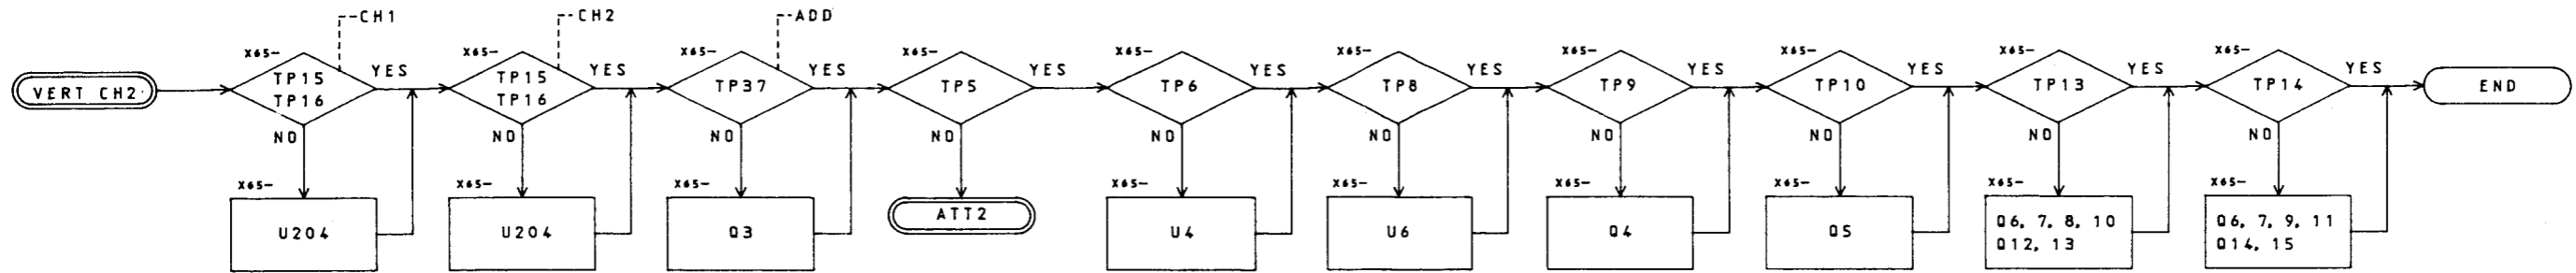 CH1
CH2
ADD
X65-
X65-
X65-
X65-
X65-
X65-
X65-
X65-
X65-
X65-
VERT CH2
TP15
TP16
YES
TP15
TP16
YES
TP37
YES
TP5
YES
TP6
YES
TP8
YES
TP9
YES
TP10
YES
TP13
YES
TP14
YES
END
NO
NO
NO
NO
NO
NO
NO
NO
NO
NO
X65-
X65-
X65-
X65-
X65-
X65-
X65-
X65-
X65-
U204
U204
Q3
ATT2
U4
U6
Q4
Q5
Q6, 7, 8, 10
Q12, 13
Q6, 7, 9, 11
Q14, 15